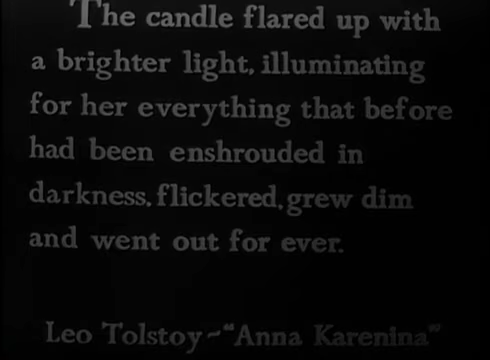 The candle flared up with
a brighter light, illuminating
for her everything that before
had been enshrouded in
darkness, flickered, grew dim
and went out for ever.
Leo Tolstoy~"Anna Karenina"